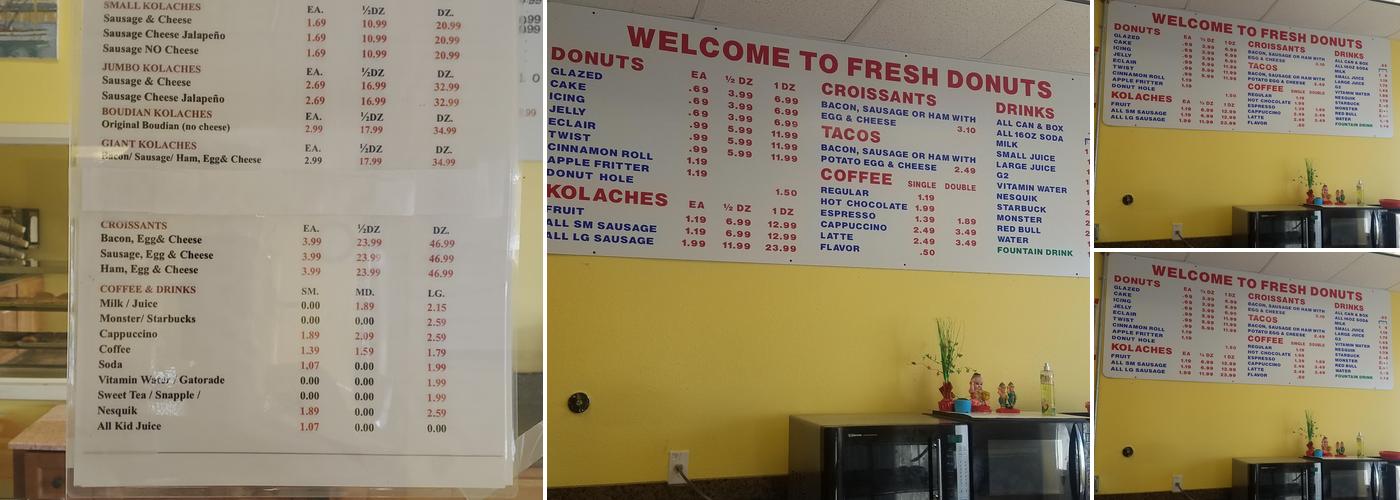 SMALL KOLACHES EA. ½DZ DZ.
Sausage & Cheese 1.69 10.99 20.99
Sausage Cheese Jalapeño 1.69 10.99 20.99
Sausage NO Cheese 1.69 10.99 20.99
JUMBO KOLACHES EA. ½DZ DZ.
Sausage & Cheese 2.69 16.99 32.99
Sausage Cheese Jalapeño 2.69 16.99 32.99
BOUDIAN KOLACHES EA. ½DZ DZ.
Original Boudian (no cheese) 2.99 17.99 34.99
GIANT KOLACHES EA. ½DZ DZ.
Bacon/ Sausage/ Ham, Egg& Cheese 2.99 17.99 34.99
CROISSANTS EA. ½DZ DZ.
Bacon, Egg& Cheese 3.99 23.99 46.99
Sausage, Egg & Cheese 3.99 23.99 46.99
Ham, Egg & Cheese 3.99 23.99 46.99
COFFEE & DRINKS SM. MD. LG.
Milk / Juice 0.00 1.89 2.15
Monster/ Starbucks 0.00 0.00 2.59
Cappuccino 1.89 2.09 2.59
Coffee 1.39 1.59 1.79
Soda 1.07 0.00 1.99
Vitamin Water / Gatorade 0.00 0.00 1.99
Sweet Tea / Snapple / 0.00 0.00 1.99
Nesquik 1.89 0.00 2.59
All Kid Juice 1.07 0.00 0.00
WELCOME TO FRESH DONUTS
DONUTS EA ½ DZ 1 DZ
GLAZED .69 3.99 6.99
CAKE .69 3.99 6.99
ICING .69 3.99 6.99
JELLY .99 5.99 11.99
ECLAIR .99 5.99 11.99
TWIST .99 5.99 11.99
CINNAMON ROLL 1.19
APPLE FRITTER 1.19
DONUT HOLE 1.50
KOLACHES EA ½ DZ 1 DZ
FRUIT 1.19 6.99 12.99
ALL SM SAUSAGE 1.19 6.99 12.99
ALL LG SAUSAGE 1.99 11.99 23.99
CROISSANTS
BACON, SAUSAGE OR HAM WITH
EGG & CHEESE 3.10
TACOS
BACON, SAUSAGE OR HAM WITH
POTATO EGG & CHEESE 2.49
COFFEE SINGLE DOUBLE
REGULAR 1.19
HOT CHOCOLATE 1.99
ESPRESSO 1.39 1.89
CAPPUCCINO 2.49 3.49
LATTE 2.49 3.49
FLAVOR .50
DRINKS
ALL CAN & BOX
ALL 16OZ SODA
MILK
SMALL JUICE
LARGE JUICE
G2
VITAMIN WATER
NESQUIK
STARBUCK
MONSTER
RED BULL
WATER
FOUNTAIN DRINK
WELCOME TO FRESH DONUTS
DONUTS
CROISSANTS
TACOS
COFFEE
DRINKS
KOLACHES
WELCOME TO FRESH DONUTS
DONUTS
CROISSANTS
TACOS
COFFEE
DRINKS
KOLACHES